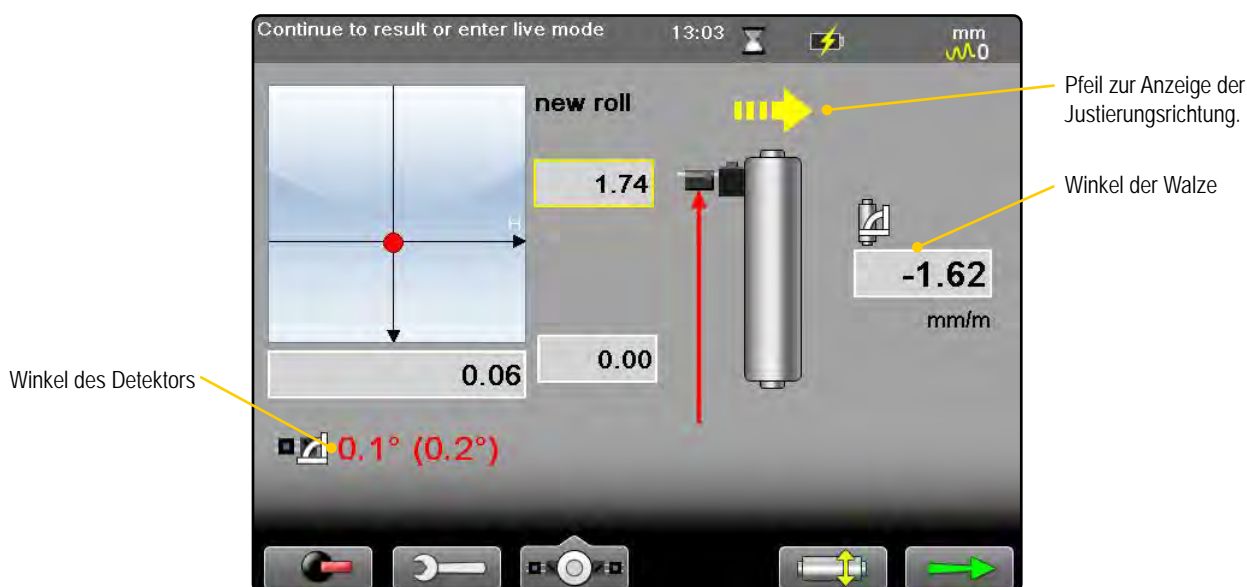 Continue to result or enter live mode
13:03
mm
0
Pfeil zur Anzeige der
Justierungsrichtung.
new roll
1.74
Winkel der Walze
H
-1.62
mm/m
0.00
0.06
Winkel des Detektors
0.1° (0.2°)